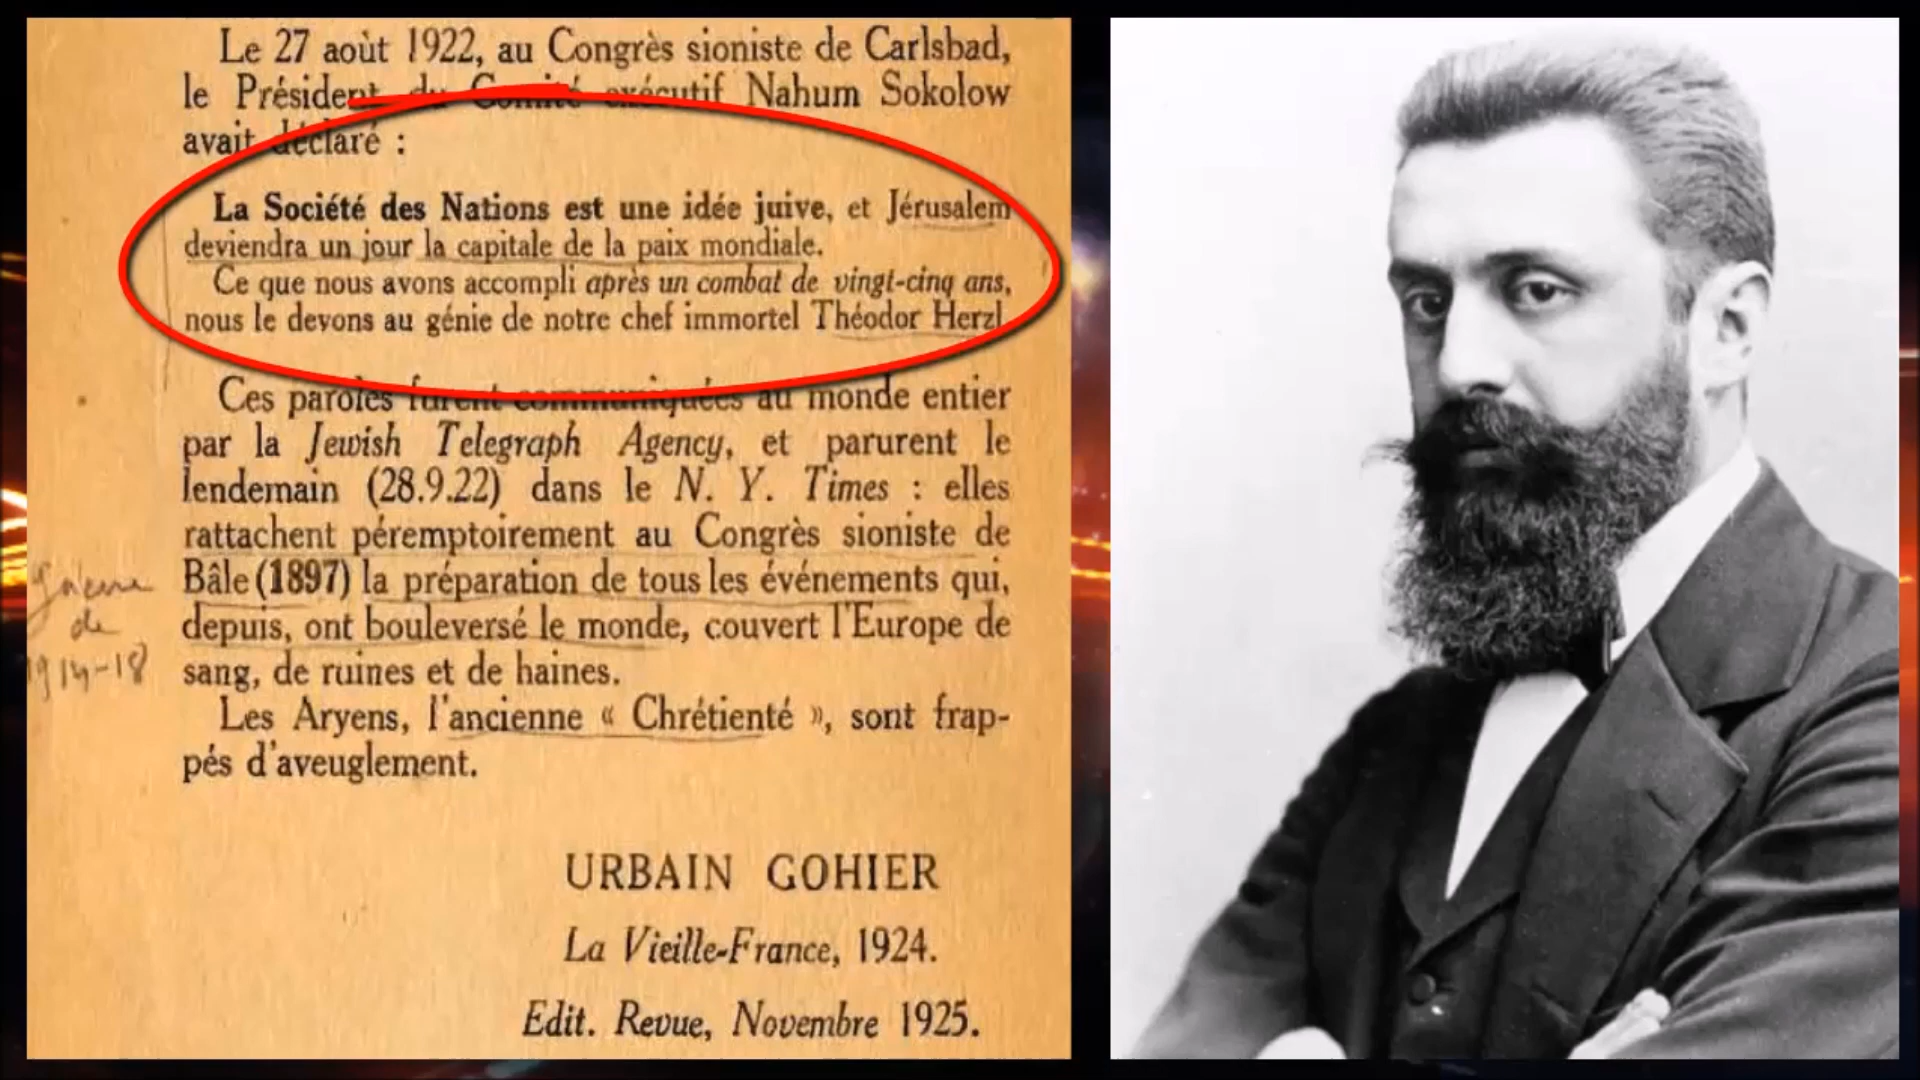 Le 27 août 1922, au Congrès sioniste de Carlsbad,
le Président du Comité exécutif Nahum Sokolow
avait déclaré :
La Société des Nations est une idée juive, et Jérusalem
deviendra un jour la capitale de la paix mondiale.
Ce que nous avons accompli après un combat de vingt-cinq ans,
nous le devons au génie de notre chef immortel Théodor Herzl
Ces paroles furent communiquées au monde entier
par la Jewish Telegraph Agency, et parurent le
lendemain (28.9.22) dans le N. Y. Times : elles
rattachent péremptoirement au Congrès sioniste de
Bâle (1897) la préparation de tous les événements qui,
depuis, ont bouleversé le monde, couvert l'Europe de
sang, de ruines et de haines.
Les Aryens, l'ancienne « Chrétienté », sont frap-
pés d'aveuglement.
de
1914-18
URBAIN GOHIER
La Vieille-France, 1924.
Edit. Revue, Novembre 1925.